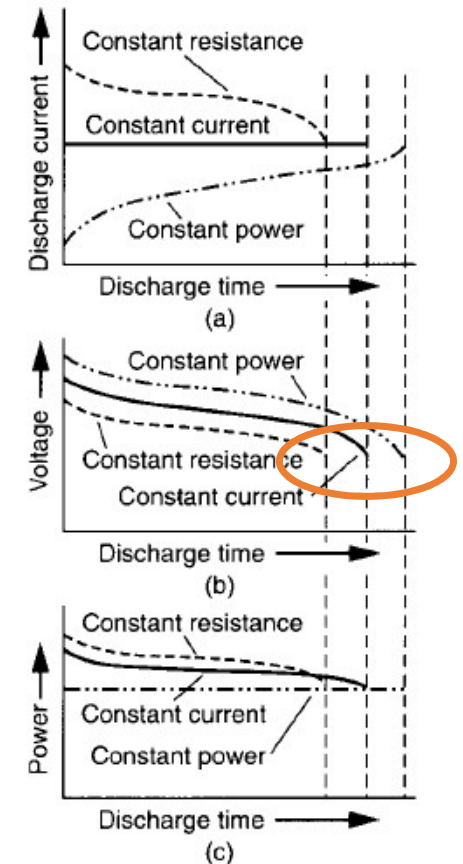 Discharge current
Constant resistance
Constant current
Constant power
Discharge time
(a)
Voltage
Constant power
Constant resistance
Constant current
Discharge time
(b)
Power
Constant resistance
Constant current
Constant power
Discharge time
(c)